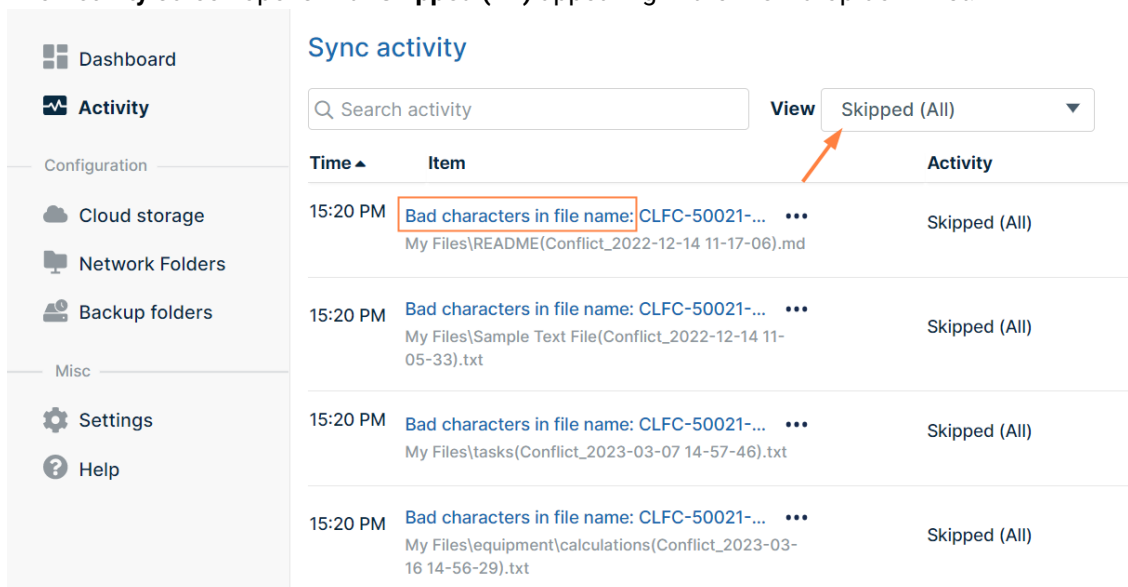 Dashboard
Activity
Configuration
Cloud storage
Network Folders
Backup folders
Misc
Settings
Help
Sync activity
Search activity
View Skipped (All)
Time Item Activity
15:20 PM Bad characters in file name: CLFC-50021-... Skipped (All)
My Files\README(Conflict_2022-12-14 11-17-06).md
15:20 PM Bad characters in file name: CLFC-50021-... Skipped (All)
My Files\Sample Text File(Conflict_2022-12-14 11-
05-33).txt
15:20 PM Bad characters in file name: CLFC-50021-... Skipped (All)
My Files\tasks(Conflict_2023-03-07 14-57-46).txt
15:20 PM Bad characters in file name: CLFC-50021-... Skipped (All)
My Files\equipment\calculations(Conflict_2023-03-
16 14-56-29).txt